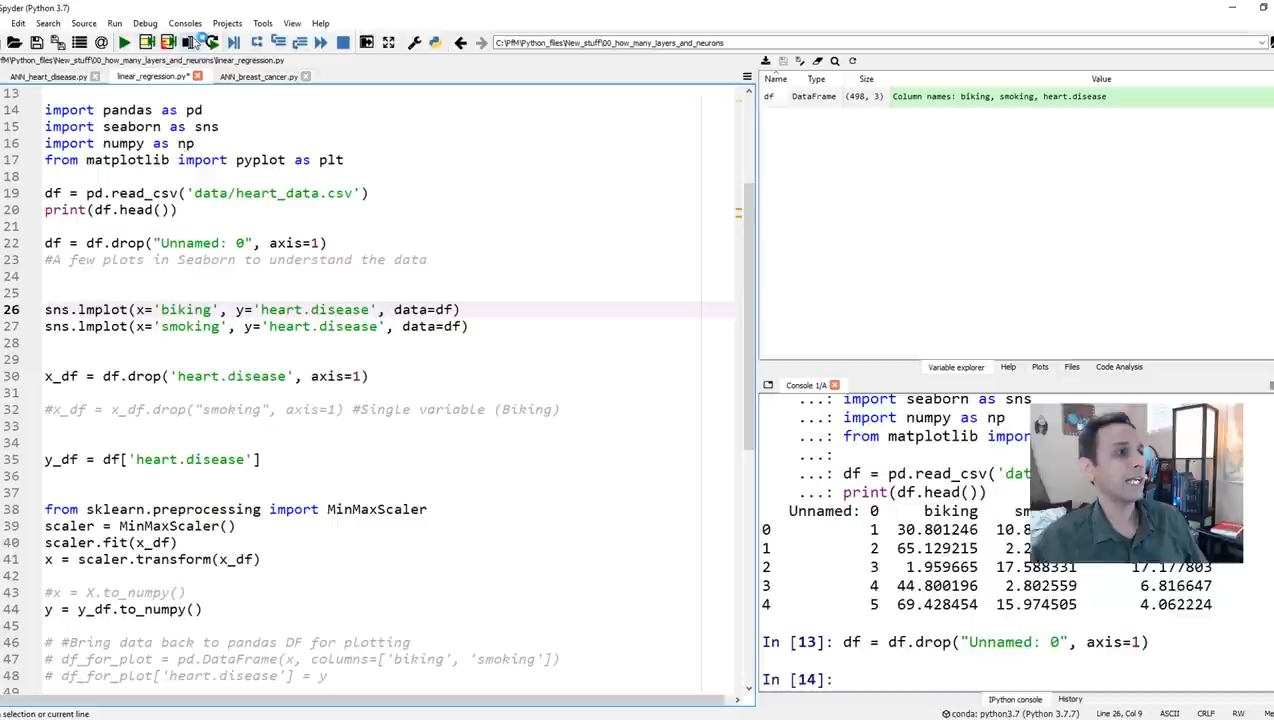 Spyder (Python 3.7)
Edit Search Source Run Debug Consoles Projects Tools View Help
C:\PfM\Python_files\New_stuff\00_how_many_layers_and_neurons
\PfM\Python_files\New_stuff\00_how_many_layers_and_neurons\linear_regression.py
ANN_heart_disease.py linear_regression.py* ANN_breast_cancer.py
13
14 import pandas as pd
15 import seaborn as sns
16 import numpy as np
17 from matplotlib import pyplot as plt
18
19 df = pd.read_csv('data/heart_data.csv')
20 print(df.head())
21
22 df = df.drop("Unnamed: 0", axis=1)
23 #A few plots in Seaborn to understand the data
24
25
26 sns.lmplot(x='biking', y='heart.disease', data=df)
27 sns.lmplot(x='smoking', y='heart.disease', data=df)
28
29
30 x_df = df.drop('heart.disease', axis=1)
31
32 #x_df = x_df.drop("smoking", axis=1) #Single variable (Biking)
33
34
35 y_df = df['heart.disease']
36
37
38 from sklearn.preprocessing import MinMaxScaler
39 scaler = MinMaxScaler()
40 scaler.fit(x_df)
41 x = scaler.transform(x_df)
42
43 #x = X.to_numpy()
44 y = y_df.to_numpy()
45
46 # #Bring data back to pandas DF for plotting
47 # df_for_plot = pd.DataFrame(x, columns=['biking', 'smoking'])
48 # df_for_plot['heart.disease'] = y
49
Name Type Size Value
df DataFrame (498, 3) Column names: biking, smoking, heart.disease
Variable explorer Help Plots Files Code Analysis
Console 1/A
...: import seaborn as sns
...: import numpy as np
...: from matplotlib impor
...:
...: df = pd.read_csv('dat
...: print(df.head())
Unnamed: 0 biking sm
0 1 30.801246 10.8
1 2 65.129215 2.2
2 3 1.959665 17.588331 17.177803
3 4 44.800196 2.802559 6.816647
4 5 69.428454 15.974505 4.062224
In [13]: df = df.drop("Unnamed: 0", axis=1)
In [14]:
IPython console History
selection or current line.
conda: python3.7 (Python 3.7.7) Line 26, Col 9 ASCII CRLF RW